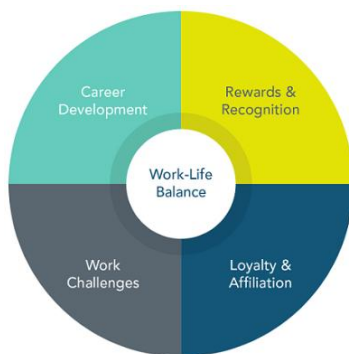 Career
Development
Rewards &
Recognition
Work-Life
Balance
Work
Challenges
Loyalty &
Affiliation